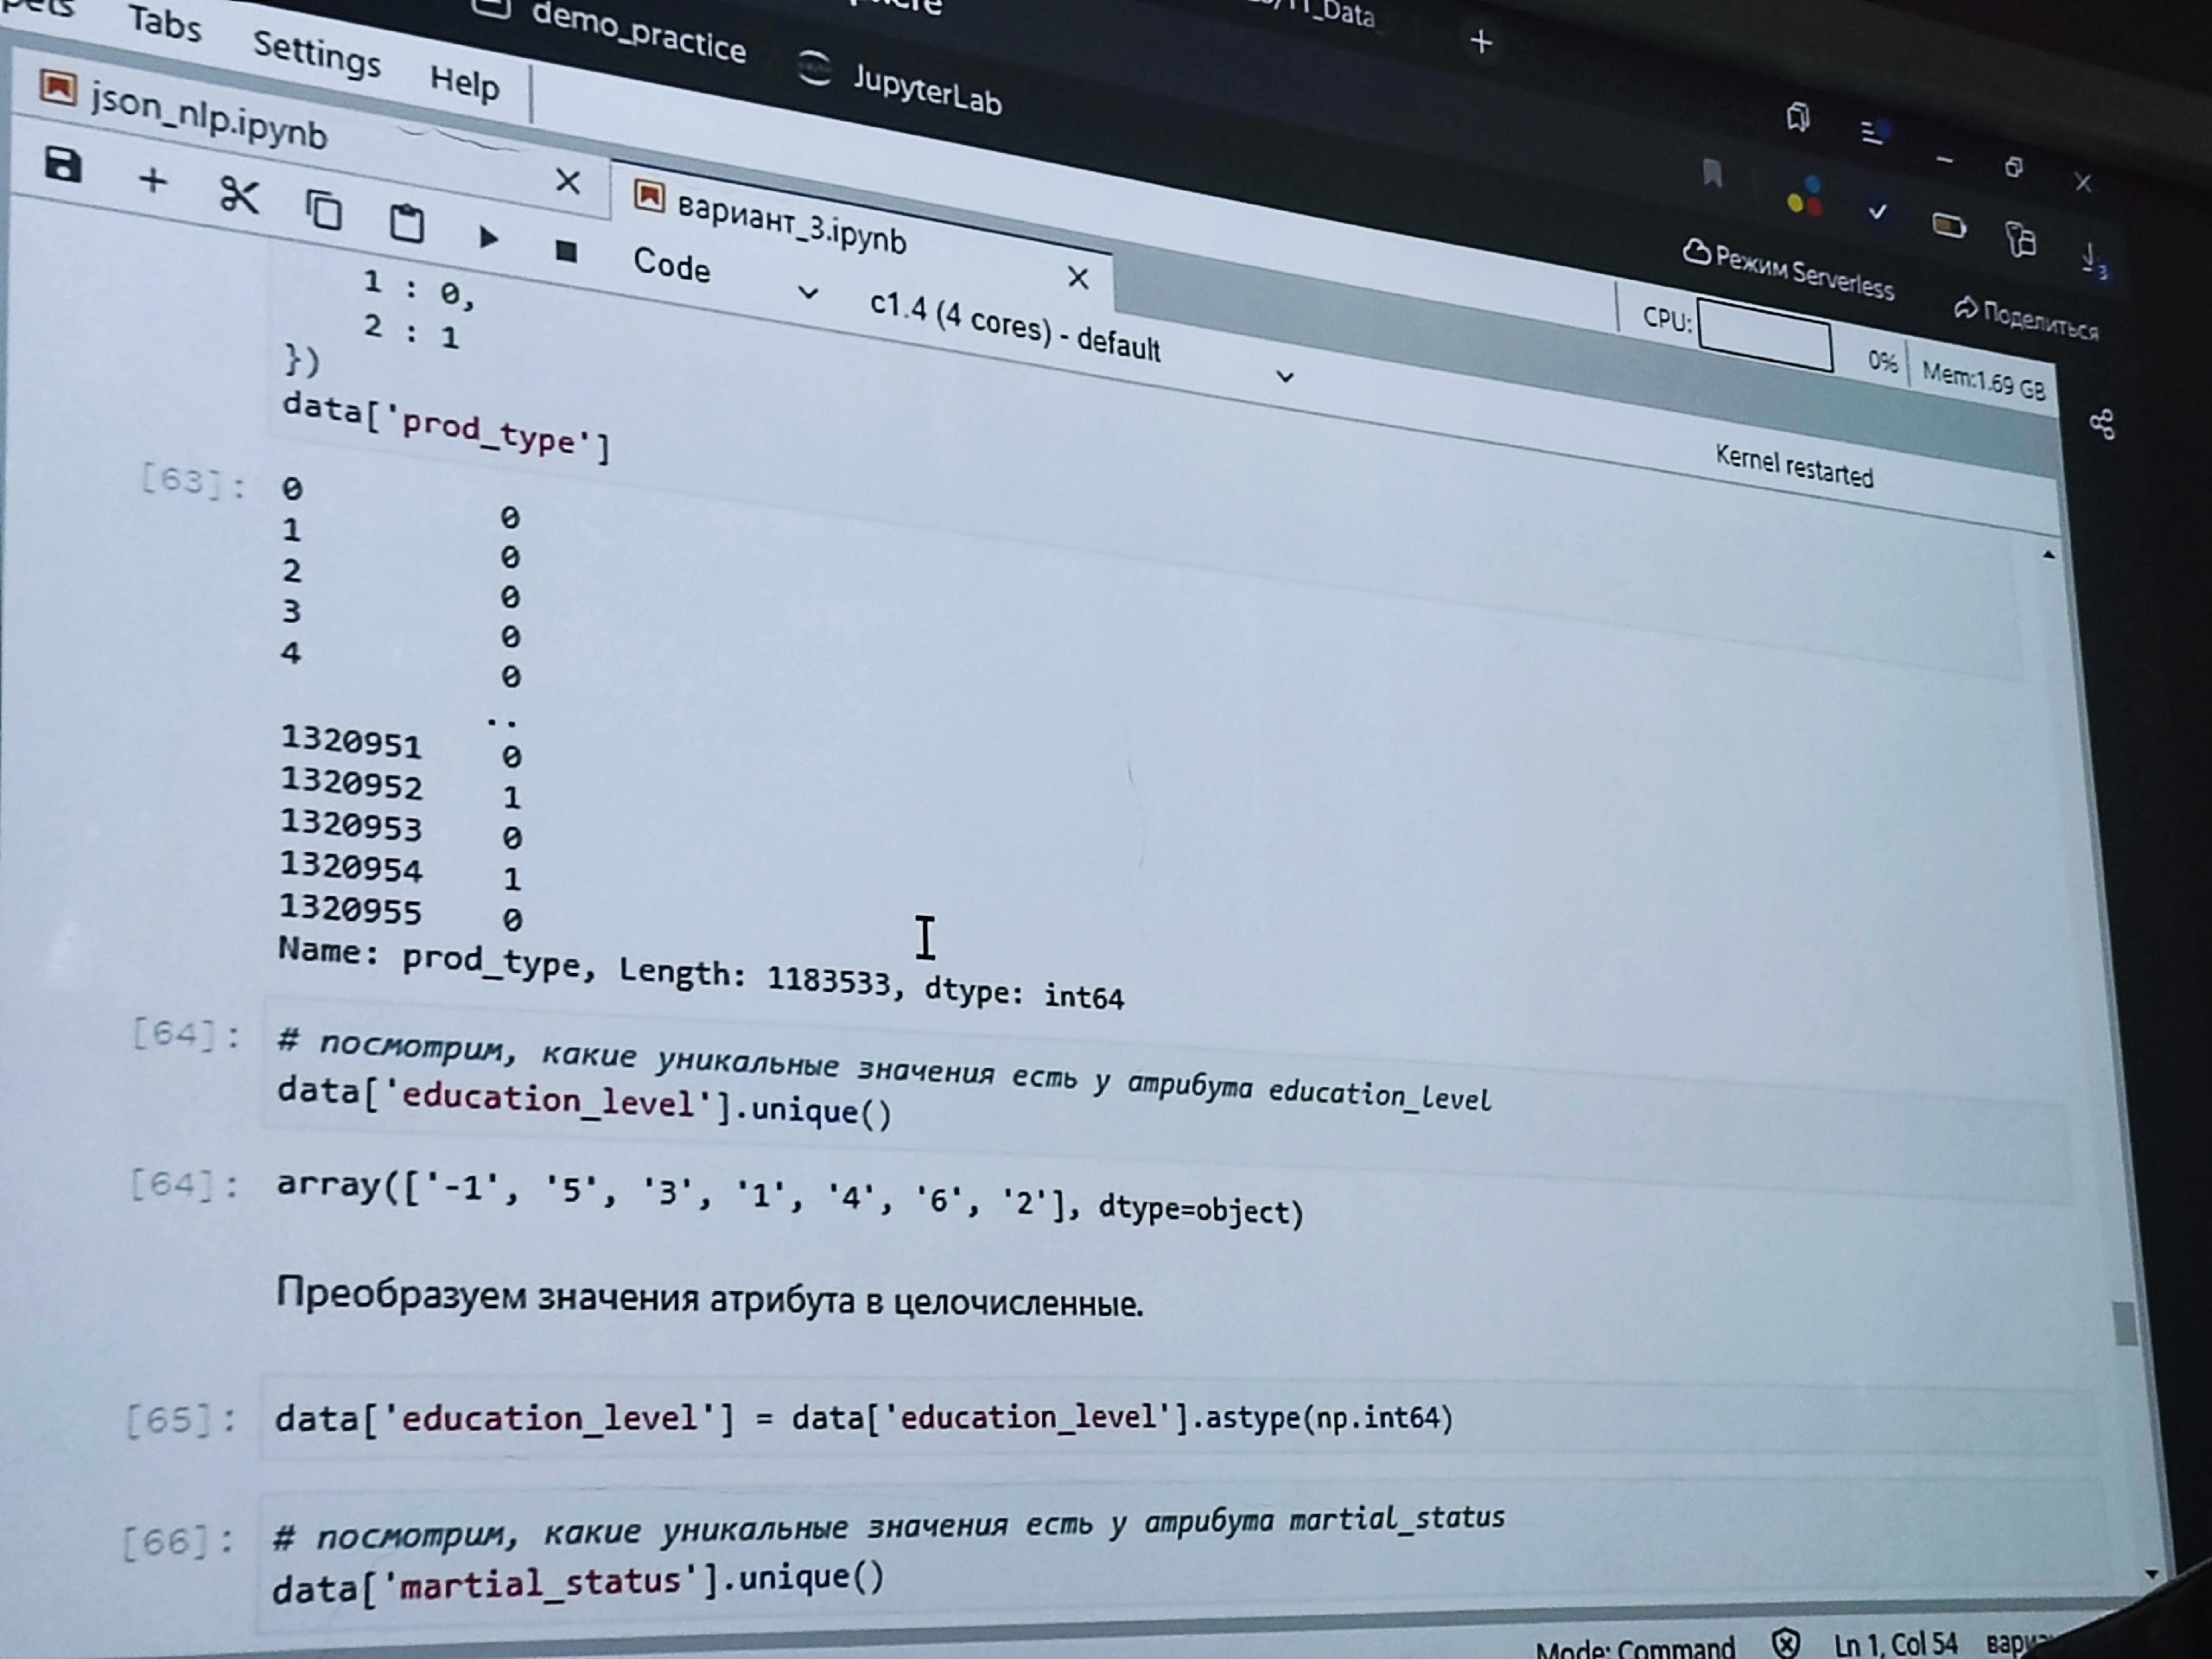 demo_practice
JupyterLab
_Data_
+
Tabs Settings Help
json_nlp.ipynb
вариант_3.ipynb
Режим Serverless
Поделиться
Code
c1.4 (4 cores) - default
CPU: 0% Mem:1.69 GB
Kernel restarted
1 : 0,
2 : 1
})
data['prod_type']
[63]: 0 0
1 0
2 0
3 0
4 0
..
1320951 0
1320952 1
1320953 0
1320954 1
1320955 0
Name: prod_type, Length: 1183533, dtype: int64
[64]: # посмотрим, какие уникальные значения есть у атрибута education_level
data['education_level'].unique()
[64]: array(['-1', '5', '3', '1', '4', '6', '2'], dtype=object)
Преобразуем значения атрибута в целочисленные.
[65]: data['education_level'] = data['education_level'].astype(np.int64)
[66]: # посмотрим, какие уникальные значения есть у атрибута martial_status
data['martial_status'].unique()
Mode: Command Ln 1, Col 54